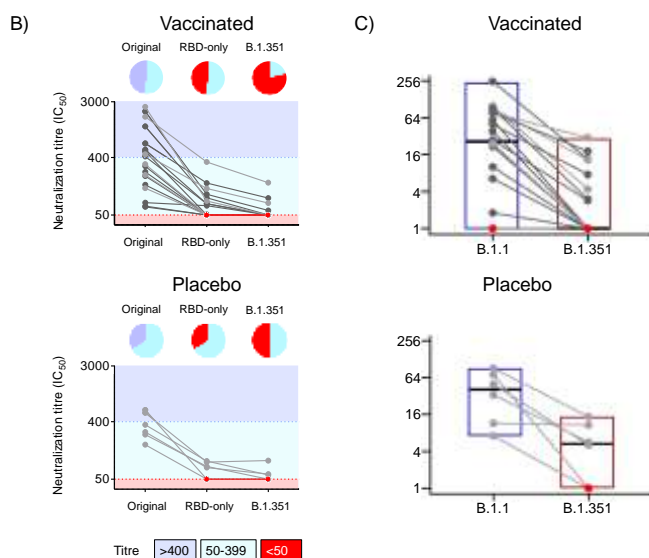 B)
Vaccinated
Original
RBD-only
B.1.351
Neutralization titre (IC50)
3000
400
50
Original
RBD-only
B.1.351
Placebo
Original
RBD-only
B.1.351
Neutralization titre (IC50)
3000
400
50
Original
RBD-only
B.1.351
Titre
>400
50-399
<50
C)
Vaccinated
256
64
16
4
1
B.1.1
B.1.351
Placebo
256
64
16
4
1
B.1.1
B.1.351